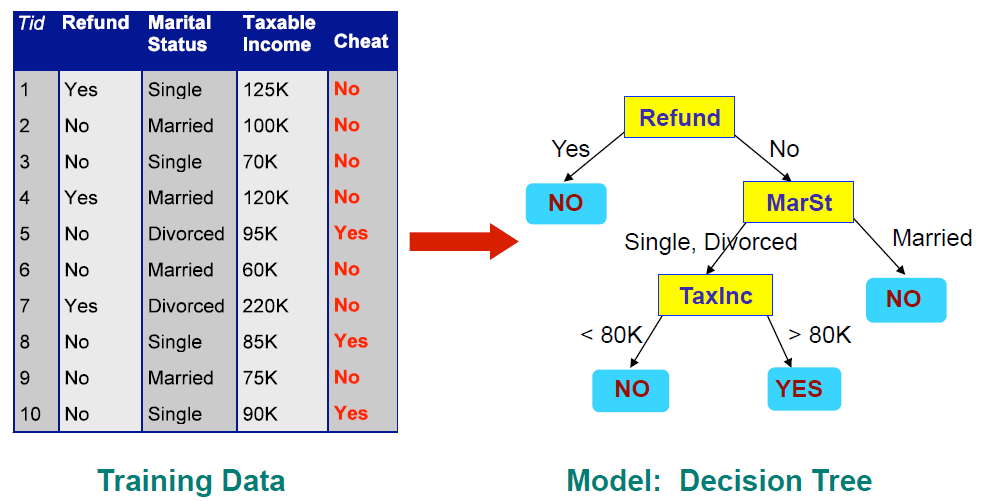 Tid Refund Marital Status Taxable Income Cheat
1 Yes Single 125K No
2 No Married 100K No
3 No Single 70K No
4 Yes Married 120K No
5 No Divorced 95K Yes
6 No Married 60K No
7 Yes Divorced 220K No
8 No Single 85K Yes
9 No Married 75K No
10 No Single 90K Yes
Training Data
Refund
Yes No
NO MarSt
Single, Divorced Married
TaxInc NO
< 80K > 80K
NO YES
Model: Decision Tree